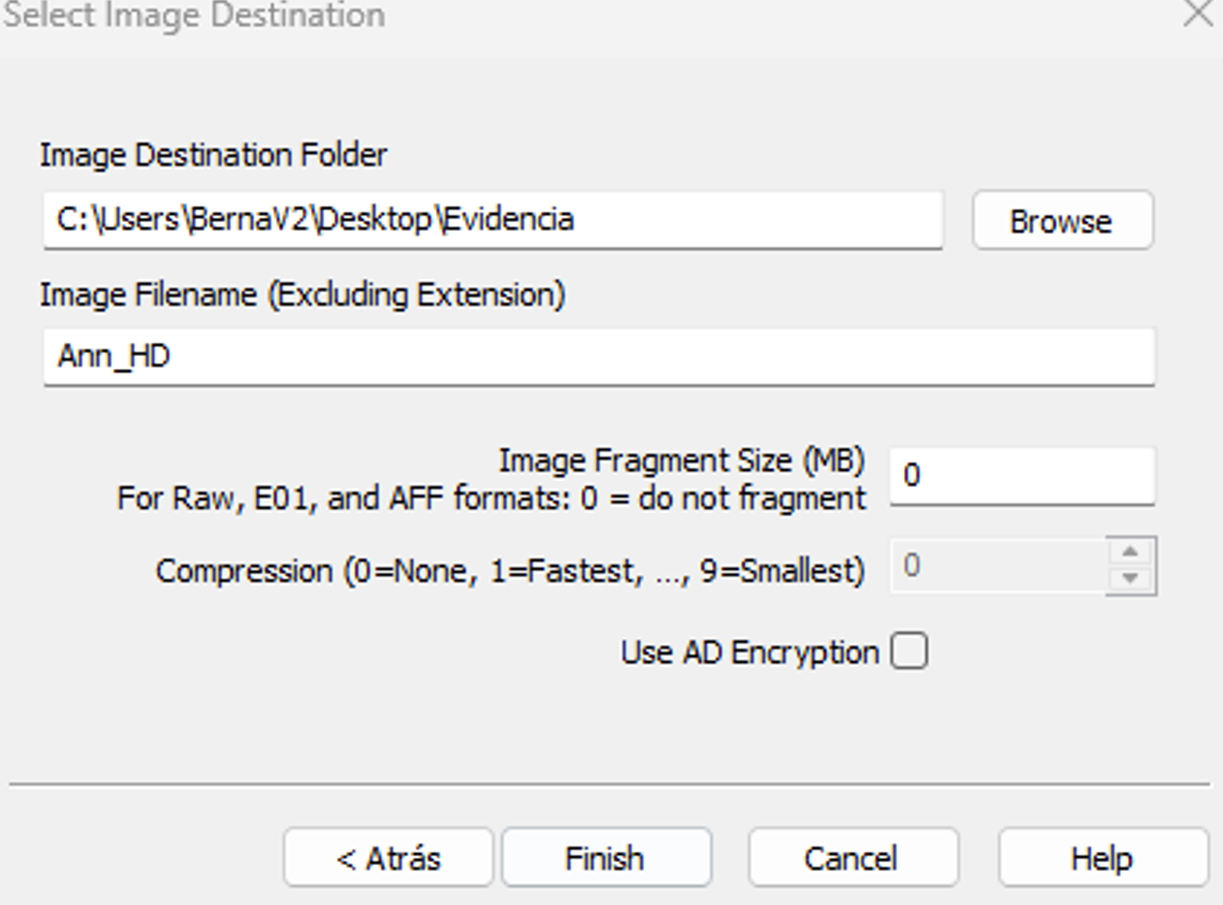 Select Image Destination
Image Destination Folder
C:\Users\BernaV2\Desktop\Evidencia
Browse
Image Filename (Excluding Extension)
Ann_HD
Image Fragment Size (MB)
For Raw, E01, and AFF formats: 0 = do not fragment
0
Compression (0=None, 1=Fastest, ..., 9=Smallest)
0
Use AD Encryption
< Atrás
Finish
Cancel
Help